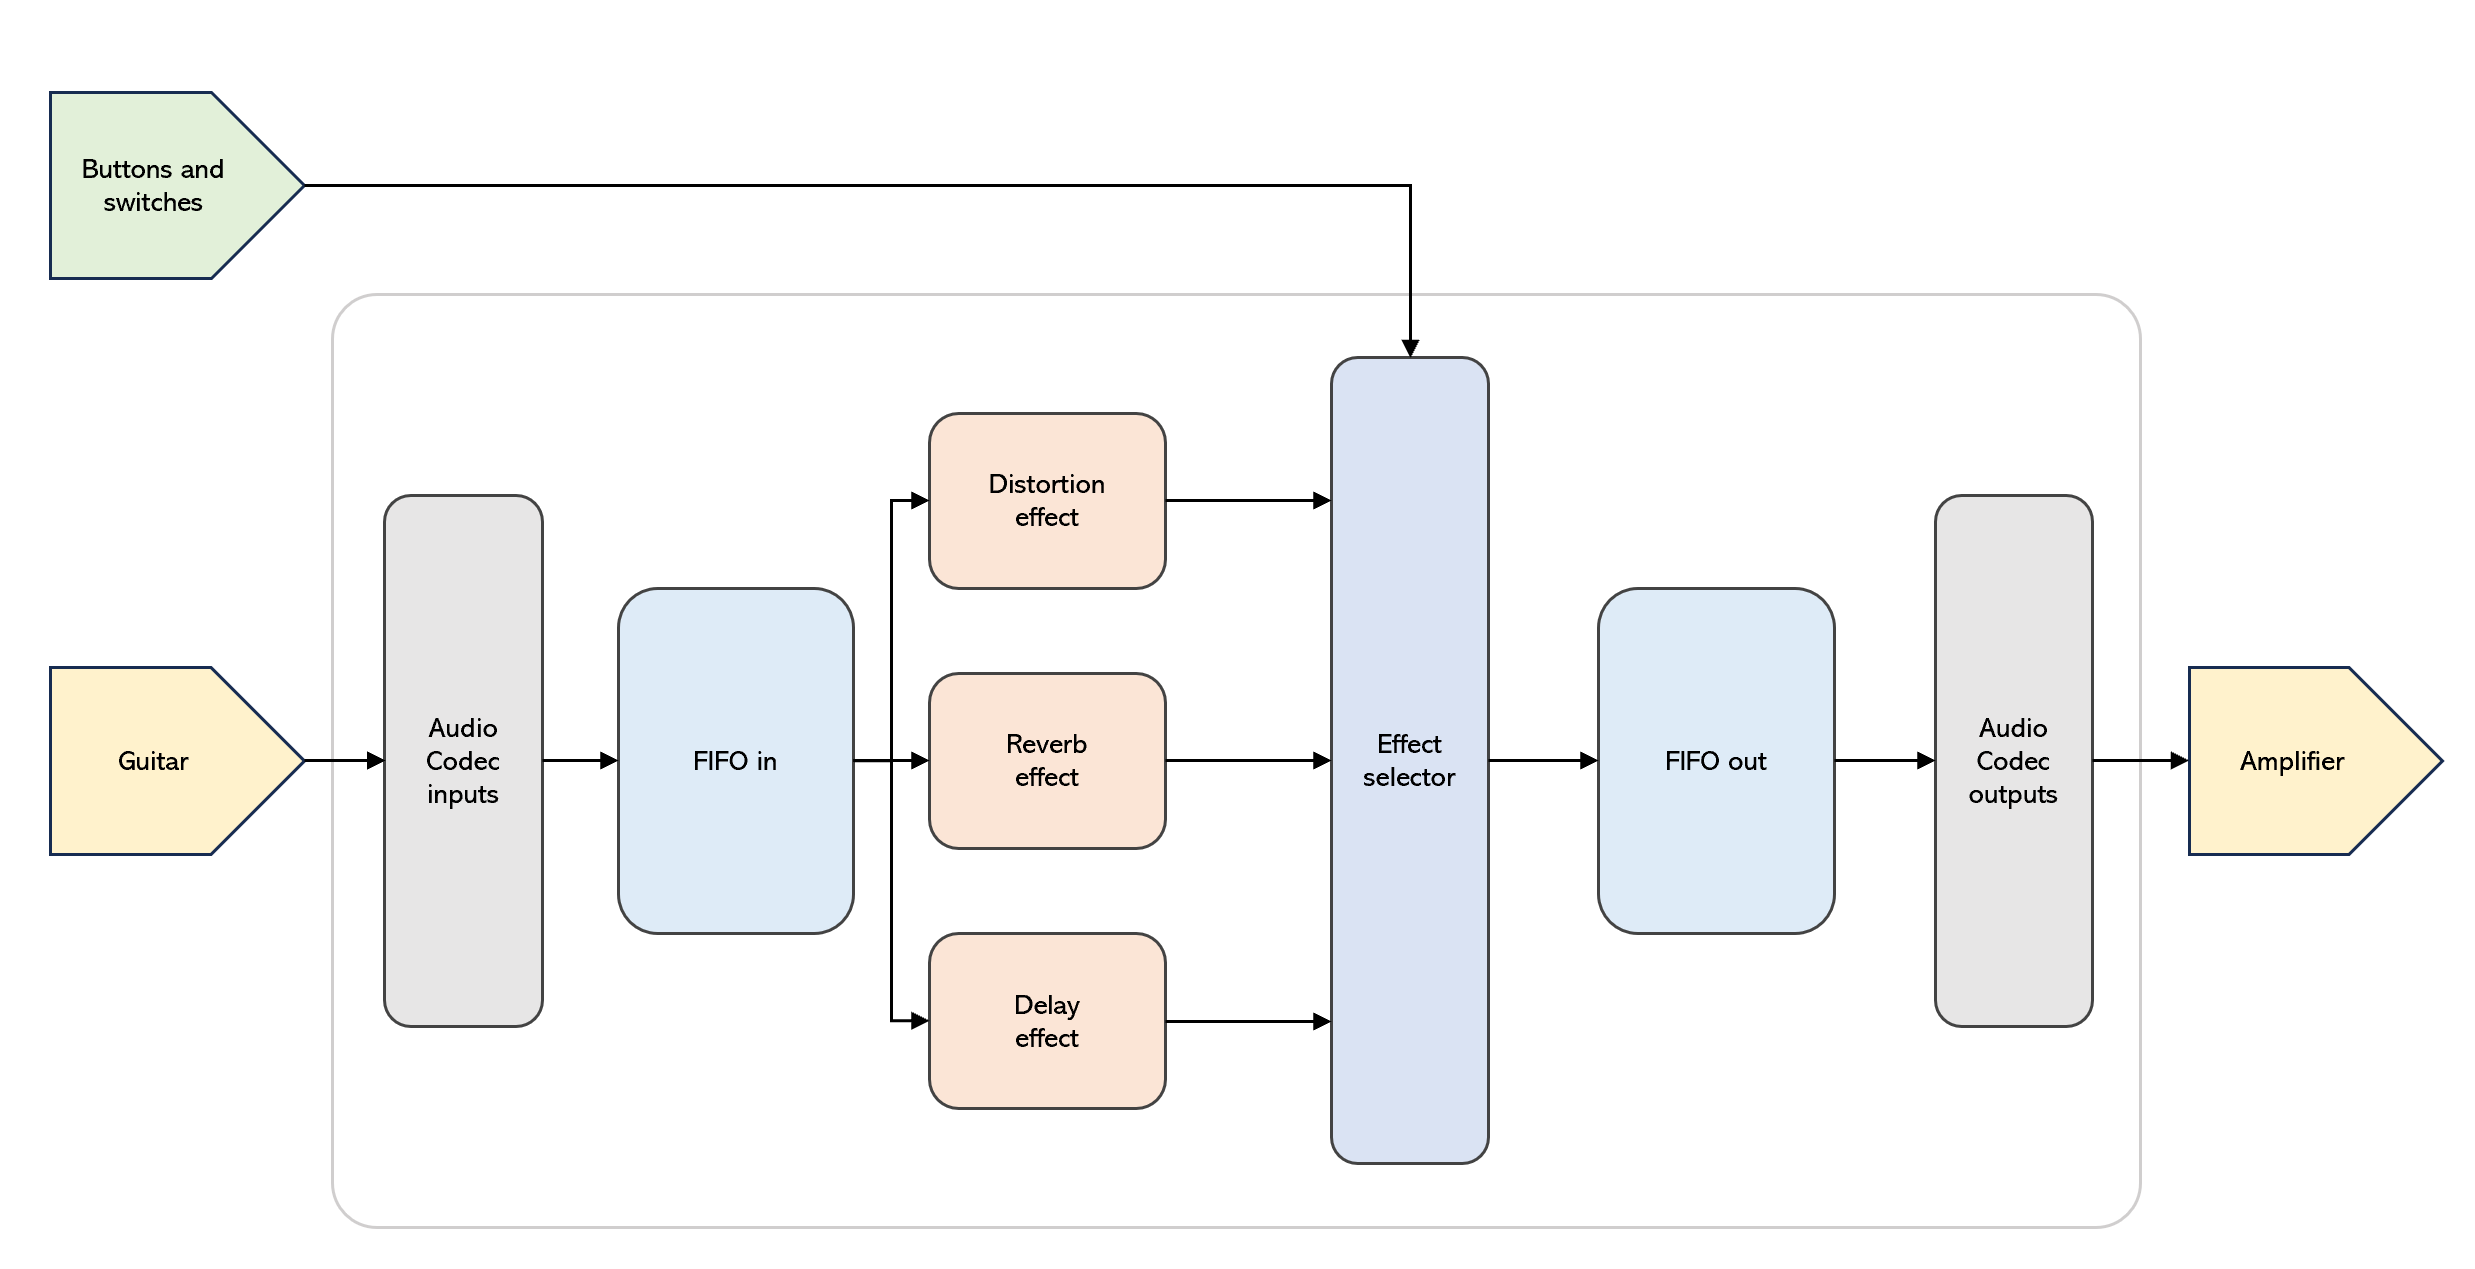 Buttons and
switches
Guitar
Audio
Codec
inputs
FIFO in
Distortion
effect
Reverb
effect
Delay
effect
Effect
selector
FIFO out
Audio
Codec
outputs
Amplifier